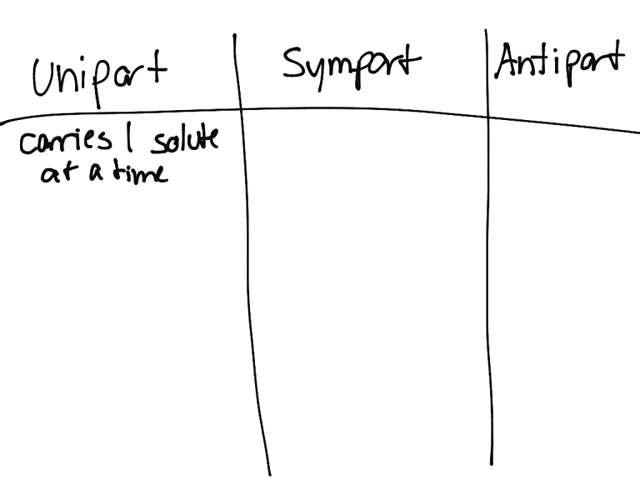 Uniport
Symport
Antiport
carries 1 solute
at a time